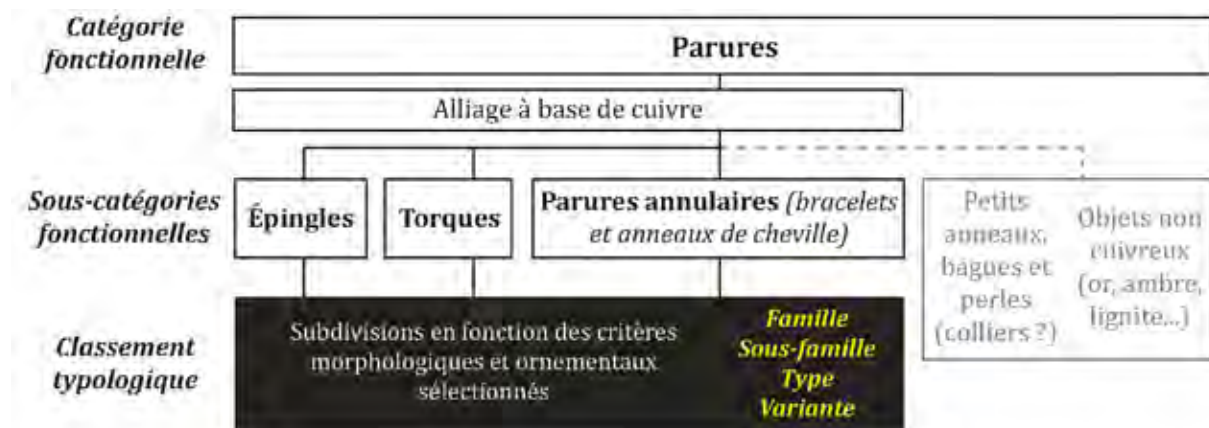 Catégorie
fonctionnelle
Parures
Alliage à base de cuivre
Sous-catégories
fonctionnelles
Épingles
Torques
Parures annulaires (bracelets
et anneaux de cheville)
Petits
anneaux,
bagues et
perles
(colliers ?)
Objets non
cuivreux
(or, ambre,
lignite...)
Classement
typologique
Subdivisions en fonction des critères
morphologiques et ornementaux
sélectionnés
Famille
Sous-famille
Type
Variante